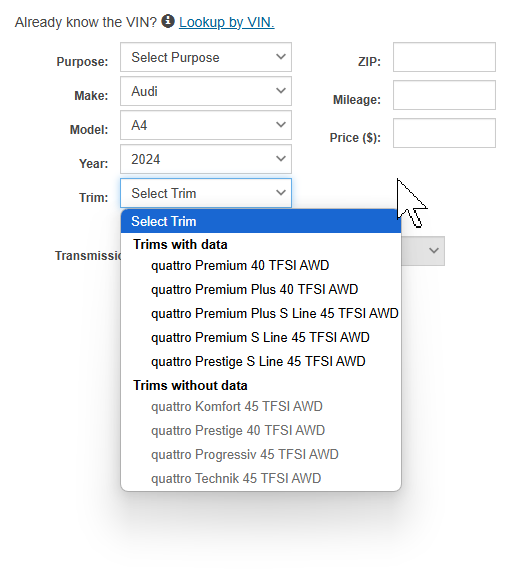 Already know the VIN? Lookup by VIN.
Purpose: Select Purpose
ZIP:
Make: Audi
Mileage:
Model: A4
Price ($):
Year: 2024
Trim: Select Trim
Select Trim
Trims with data
quattro Premium 40 TFSI AWD
quattro Premium Plus 40 TFSI AWD
quattro Premium Plus S Line 45 TFSI AWD
quattro Premium S Line 45 TFSI AWD
quattro Prestige S Line 45 TFSI AWD
Trims without data
quattro Komfort 45 TFSI AWD
quattro Prestige 40 TFSI AWD
quattro Progressiv 45 TFSI AWD
quattro Technik 45 TFSI AWD